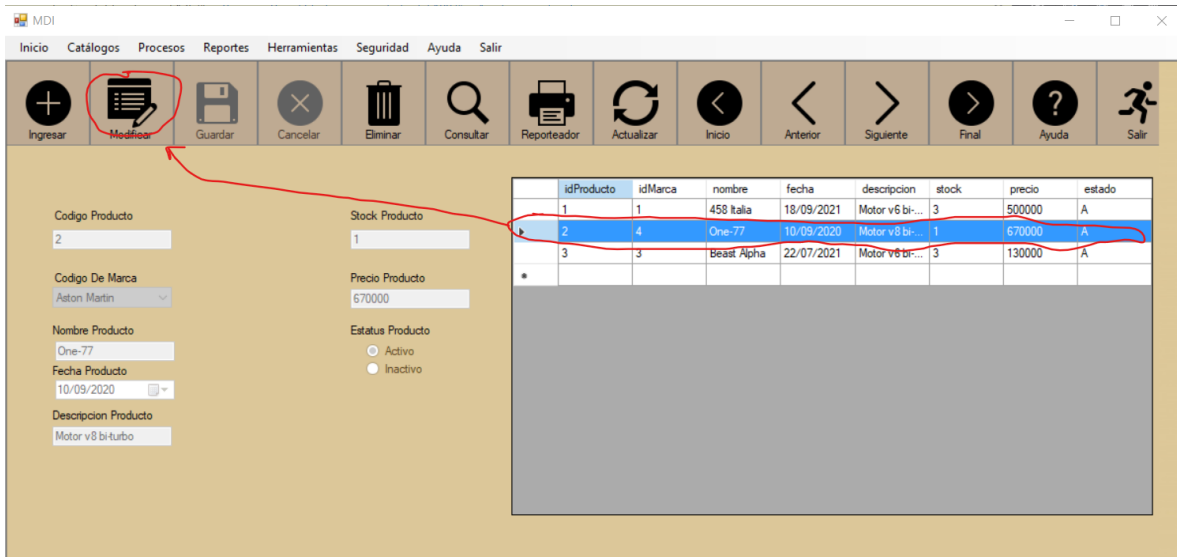 MDI
Inicio Catálogos Procesos Reportes Herramientas Seguridad Ayuda Salir
Ingresar Modificar Guardar Cancelar Eliminar Consultar Reporteador Actualizar Inicio Anterior Siguiente Final Ayuda Salir
idProducto idMarca nombre fecha descripcion stock precio estado
1 1 458 Italia 18/09/2021 Motor v6 bi-... 3 500000 A
2 4 One-77 10/09/2020 Motor v8 bi-... 1 670000 A
3 3 Beast Alpha 22/07/2021 Motor v6 bi-... 3 130000 A
Codigo Producto
2
Codigo De Marca
Aston Martin
Nombre Producto
One-77
Fecha Producto
10/09/2020
Descripcion Producto
Motor v8 bi-turbo
Stock Producto
1
Precio Producto
670000
Estatus Producto
Activo
Inactivo